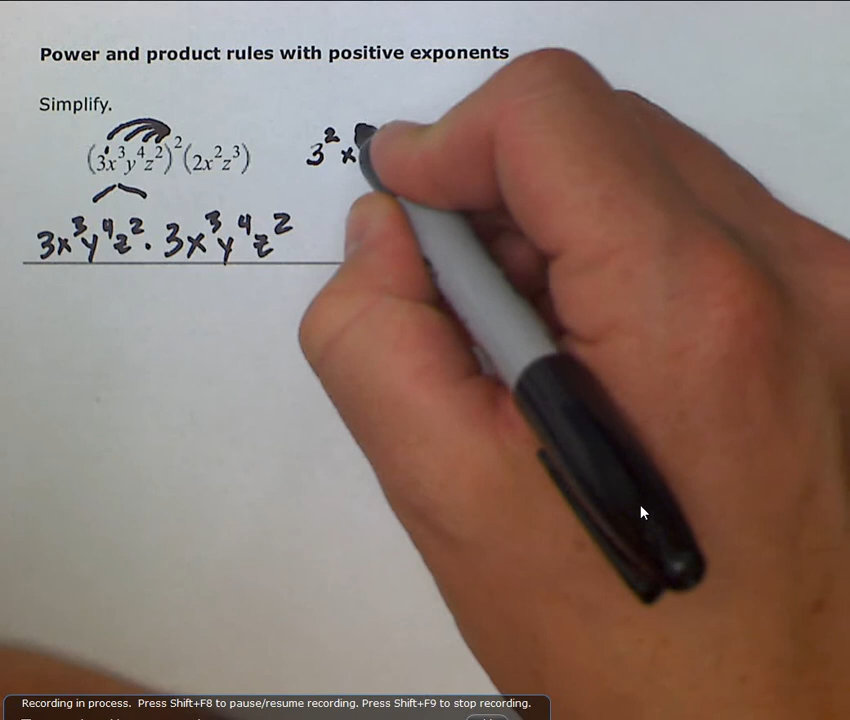 Power and product rules with positive exponents
Simplify.
(3x³y⁴z²)²(2x²z³)
3²x
3x³y⁴z² · 3x³y⁴z²
Recording in process. Press Shift+F8 to pause/resume recording. Press Shift+F9 to stop recording.